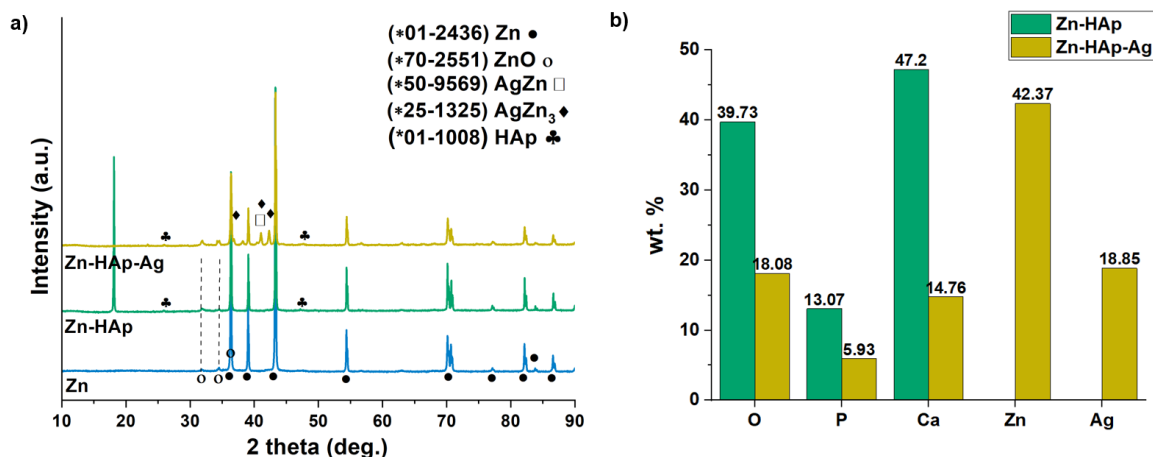 a)
(*01-2436) Zn ●
(*70-2551) ZnO o
(*50-9569) AgZn □
(*25-1325) AgZn₃ ♦
(*01-1008) HAp ♣
Intensity (a.u.)
Zn-HAp-Ag
Zn-HAp
Zn
10 20 30 40 50 60 70 80 90
2 theta (deg.)
b)
Zn-HAp
Zn-HAp-Ag
wt. %
50
40
30
20
10
0
39.73
18.08
13.07
5.93
47.2
14.76
42.37
18.85
O P Ca Zn Ag